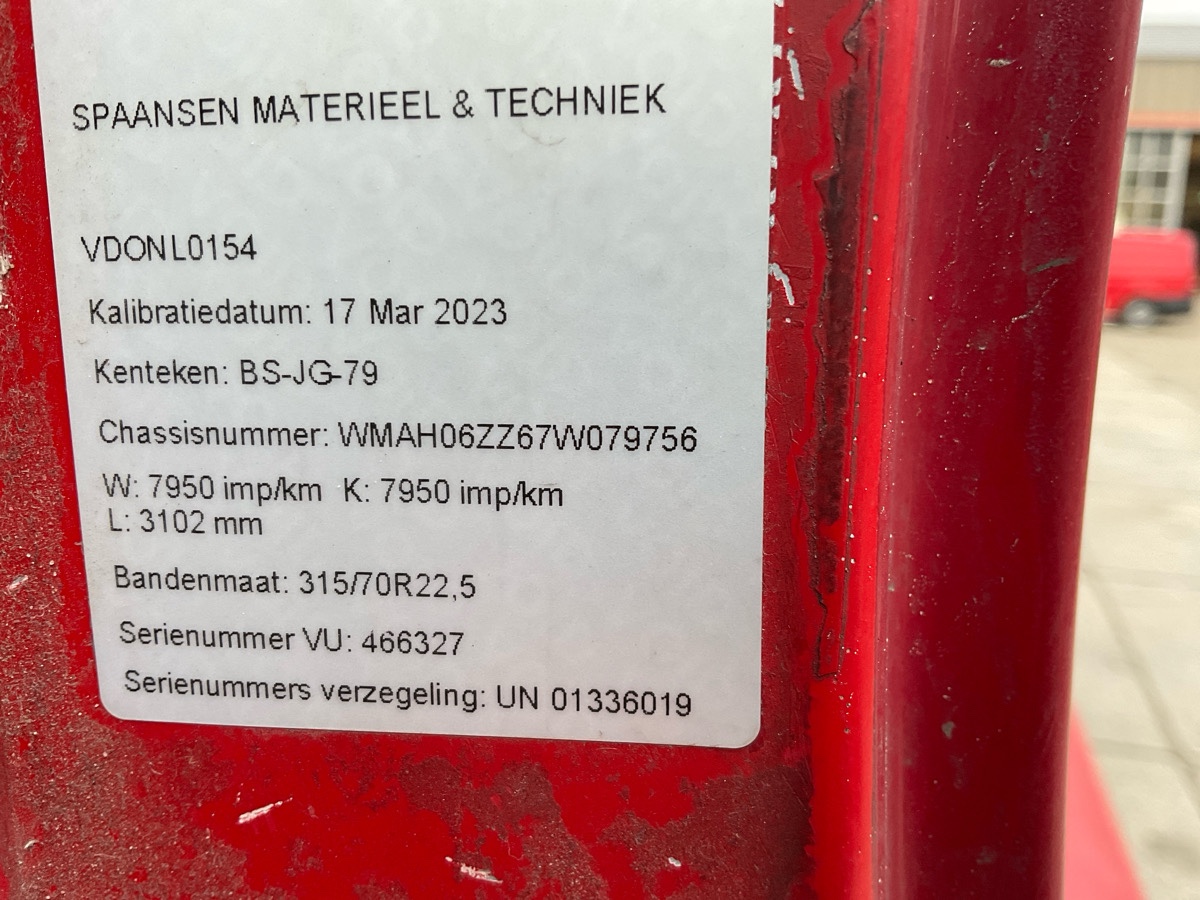 SPAANSEN MATERIEEL & TECHNIEK
VDONL0154
Kalibratiedatum: 17 Mar 2023
Kenteken: BS-JG-79
Chassisnummer: WMAH06ZZ67W079756
W: 7950 imp/km K: 7950 imp/km
L: 3102 mm
Bandenmaat: 315/70R22,5
Serienummer VU: 466327
Serienummers verzegeling: UN 01336019